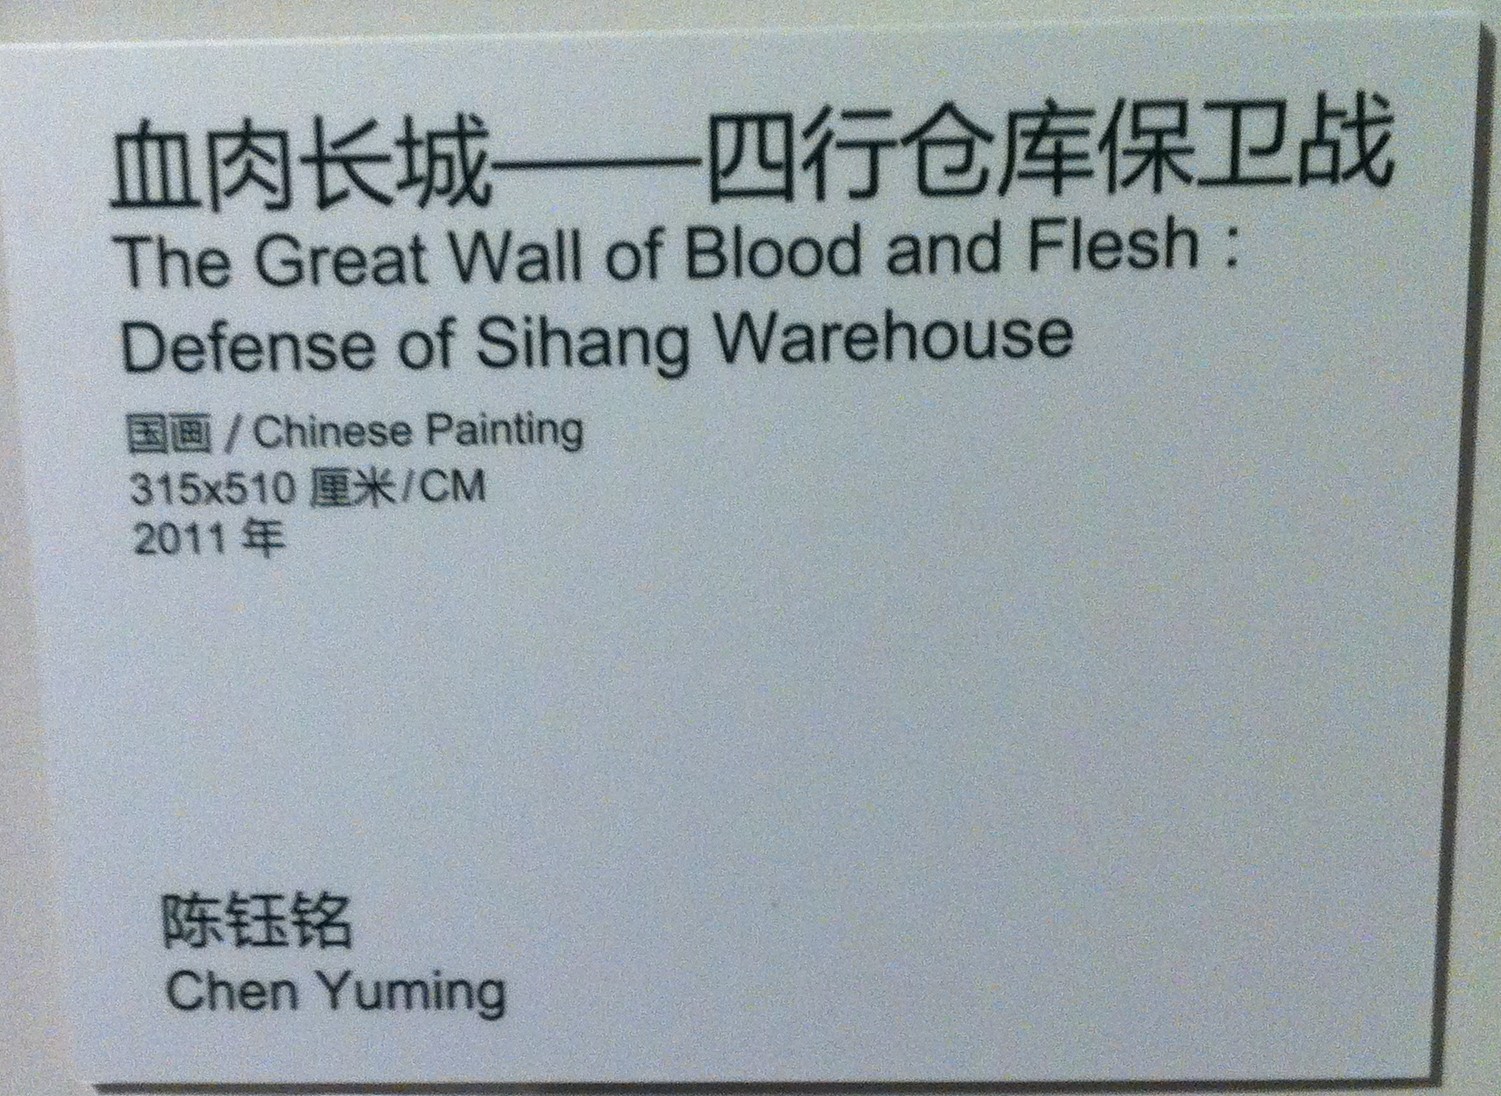 血肉长城——四行仓库保卫战
The Great Wall of Blood and Flesh :
Defense of Sihang Warehouse
国画 / Chinese Painting
315x510 厘米/CM
2011 年
陈钰铭
Chen Yuming